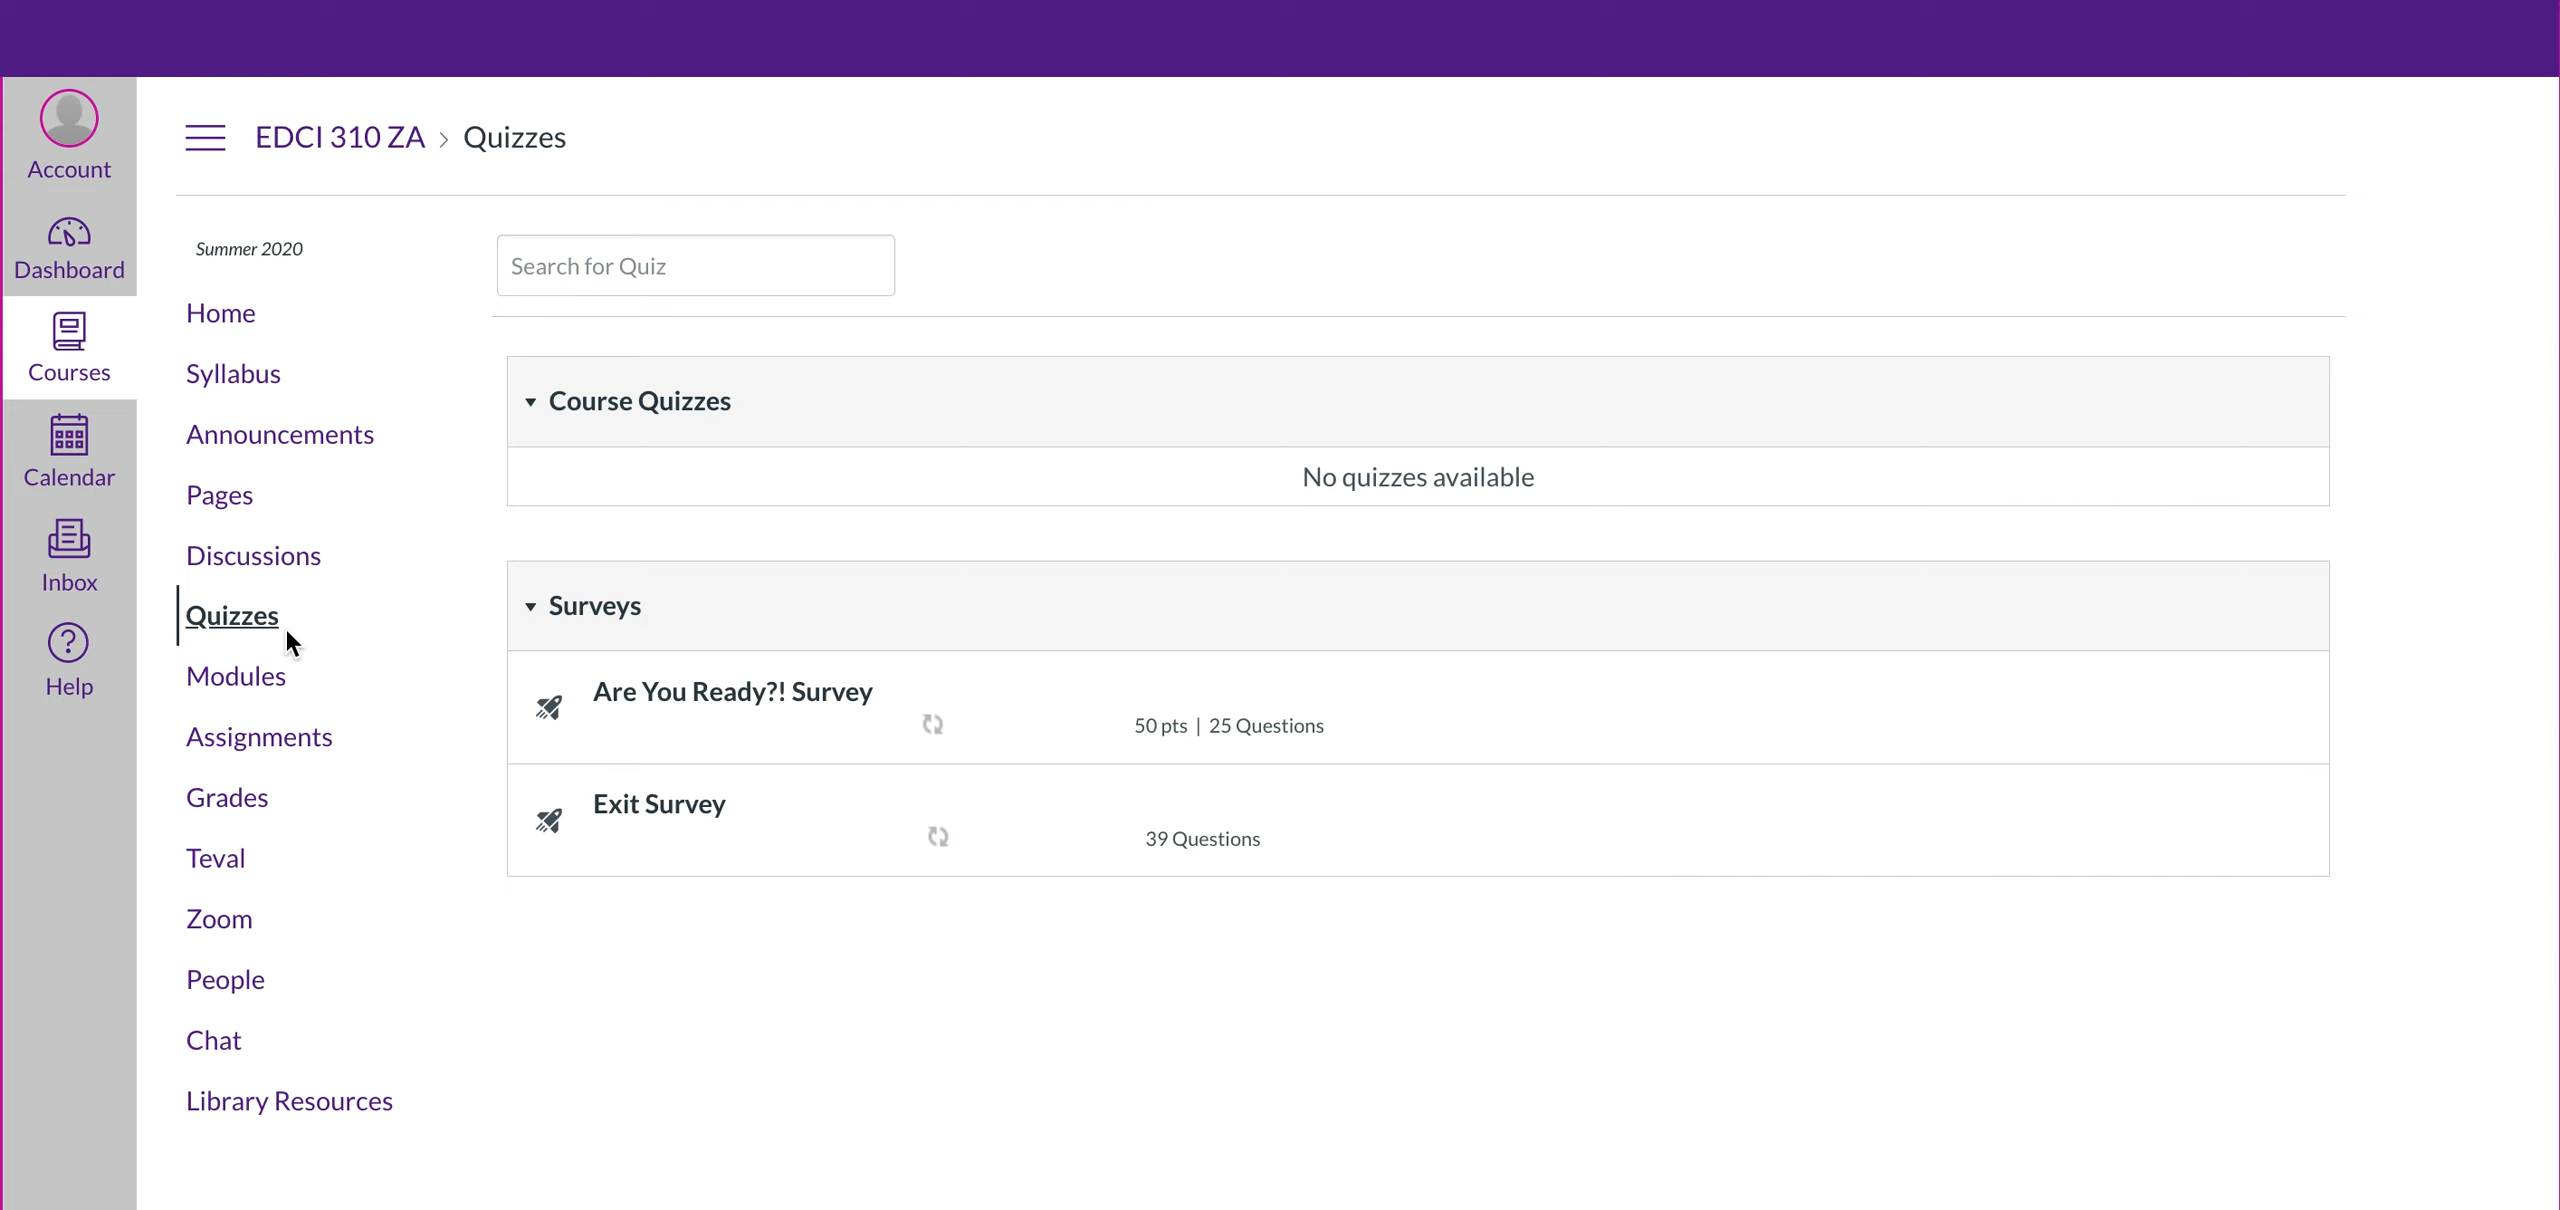 Account
Dashboard
Courses
Calendar
Inbox
Help
EDCI 310 ZA > Quizzes
Summer 2020
Home
Syllabus
Announcements
Pages
Discussions
Quizzes
Modules
Assignments
Grades
Teval
Zoom
People
Chat
Library Resources
Search for Quiz
Course Quizzes
No quizzes available
Surveys
Are You Ready?! Survey
50 pts | 25 Questions
Exit Survey
39 Questions